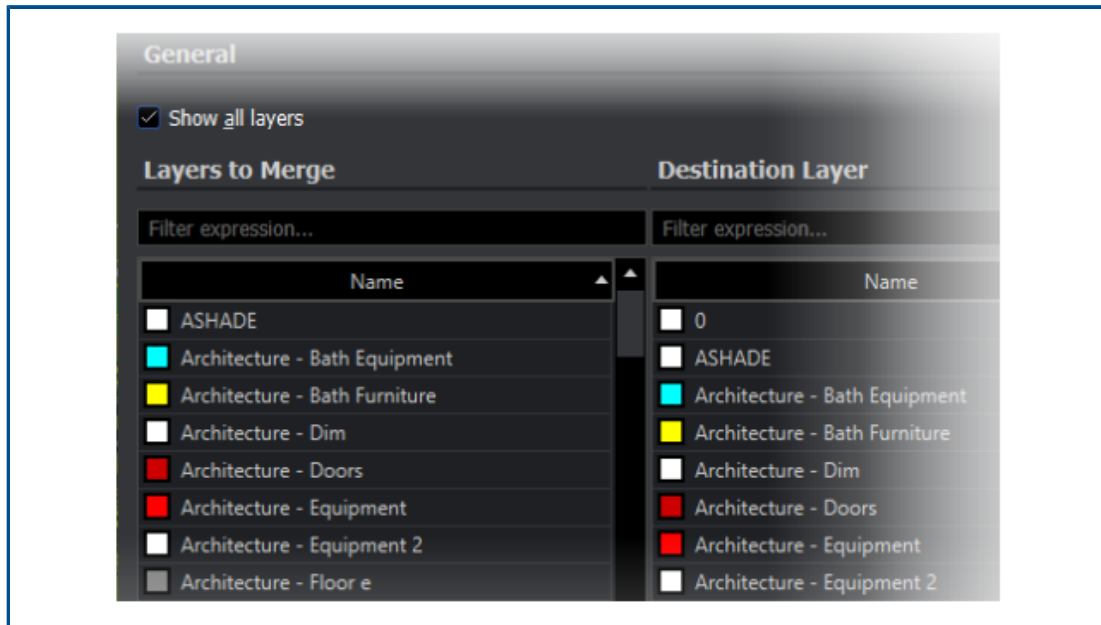 General
Show all layers
Layers to Merge
Destination Layer
Filter expression...
Filter expression...
Name
Name
ASHADE
0
Architecture - Bath Equipment
ASHADE
Architecture - Bath Furniture
Architecture - Bath Equipment
Architecture - Dim
Architecture - Bath Furniture
Architecture - Doors
Architecture - Dim
Architecture - Equipment
Architecture - Doors
Architecture - Equipment 2
Architecture - Equipment
Architecture - Floor e
Architecture - Equipment 2